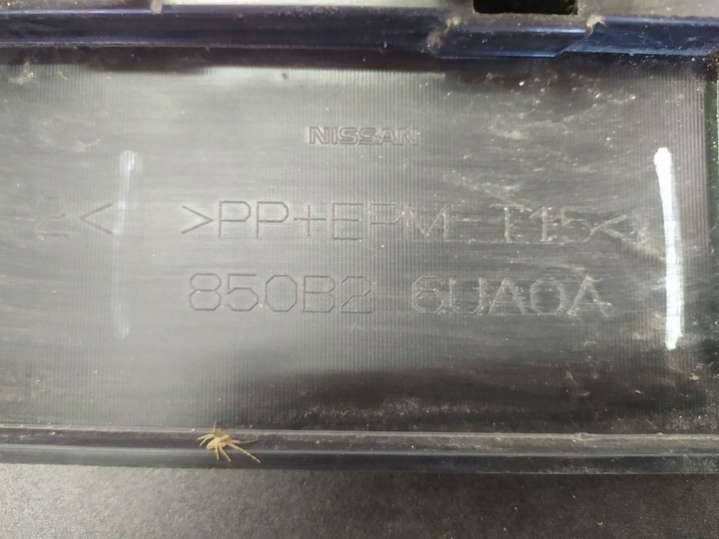 NISSAN
>PP+EPM-T15<
850B2 6UA0A